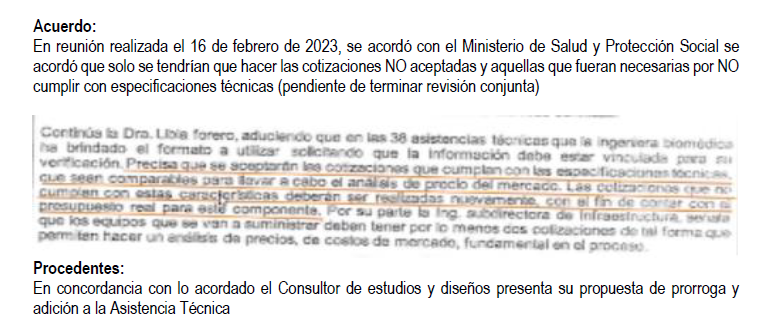 Acuerdo:
En reunión realizada el 16 de febrero de 2023, se acordó con el Ministerio de Salud y Protección Social se
acordó que solo se tendrían que hacer las cotizaciones NO aceptadas y aquellas que fueran necesarias por NO
cumplir con especificaciones técnicas (pendiente de terminar revisión conjunta)
Continúa la Dra. Libia forero, aduciendo que en las 38 asistencias técnicas que la ingeniera biomédica
ha brindado el formato a utilizar solicitando que la información debe estar vinculada para su
verificación. Precisa que se aceptarán las cotizaciones que cumplan con las especificaciones técnicas,
que sean comparables para llevar a cabo el análisis de precio del mercado. Las cotizaciones que no
cumplan con estas características deberán ser realizadas nuevamente, con el fin de contar con el
presupuesto real para este componente. Por su parte la Ing. subdirectora de Infraestructura, señala
que los equipos que se van a suministrar deben tener por lo menos dos cotizaciones de tal forma que
permitan hacer un análisis de precios, de costos de mercado, fundamental en el proceso.
Procedentes:
En concordancia con lo acordado el Consultor de estudios y diseños presenta su propuesta de prorroga y
adición a la Asistencia Técnica